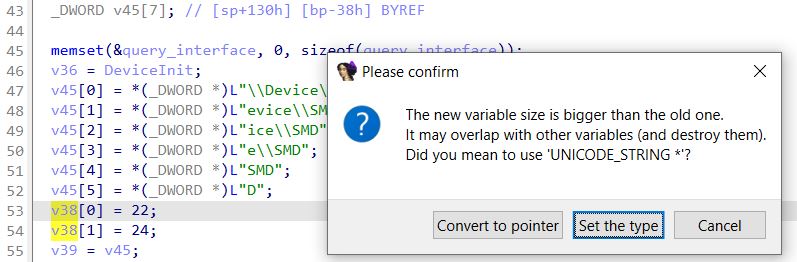 43 _DWORD v45[7]; // [sp+130h] [bp-38h] BYREF
44
45 memset(&query_interface, 0, sizeof(query_interface));
46 v36 = DeviceInit;
47 v45[0] = *(_DWORD *)L"\\Device\
48 v45[1] = *(_DWORD *)L"evice\\SM
49 v45[2] = *(_DWORD *)L"ice\\SMD"
50 v45[3] = *(_DWORD *)L"e\\SMD";
51 v45[4] = *(_DWORD *)L"SMD";
52 v45[5] = *(_DWORD *)L"D";
53 v38[0] = 22;
54 v38[1] = 24;
55 v39 = v45;
Please confirm
The new variable size is bigger than the old one.
It may overlap with other variables (and destroy them).
Did you mean to use 'UNICODE_STRING *'?
Convert to pointer Set the type Cancel